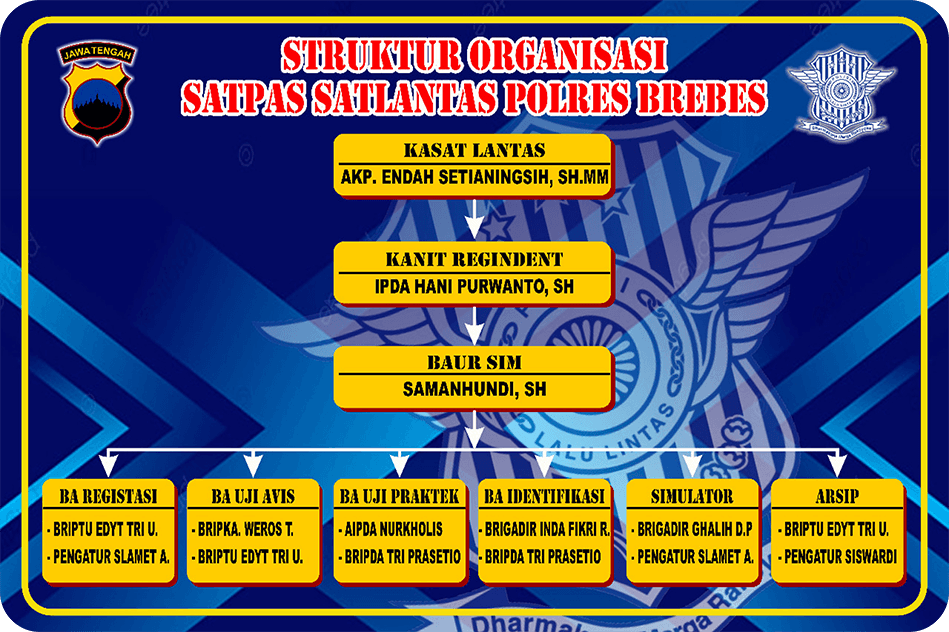 JAWA TENGAH
STRUKTUR ORGANISASI
SATPAS SATLANTAS POLRES BREBES
KASAT LANTAS
AKP. ENDAH SETIANINGSIH, SH.MM
KANIT REGINDENT
IPDA HANI PURWANTO, SH
BAUR SIM
SAMANHUNDI, SH
LALU LINTAS
BA REGISTASI
- BRIPTU EDYT TRI U.
- PENGATUR SLAMET A.
BA UJI AVIS
- BRIPKA. WEROS T.
- BRIPTU EDYT TRI U.
BA UJI PRAKTEK
- AIPDA NURKHOLIS
- BRIPDA TRI PRASETIO
BA IDENTIFIKASI
- BRIGADIR INDA FIKRI R.
- BRIPDA TRI PRASETIO
SIMULATOR
- BRIGADIR GHALIH D.P
- PENGATUR SLAMET A.
ARSIP
- BRIPTU EDYT TRI U.
- PENGATUR SISWARDI